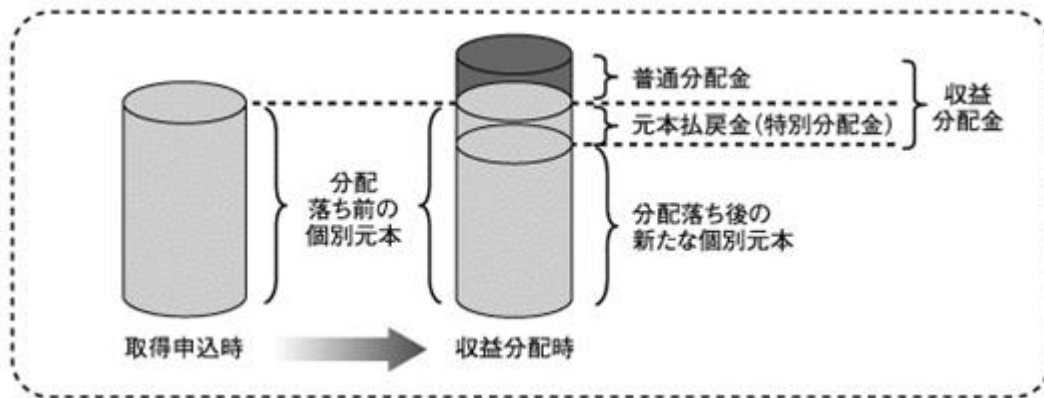 普通分配金
元本払戻金(特別分配金)
収益
分配金
分配
落ち前の
個別元本
分配落ち後の
新たな個別元本
取得申込時
収益分配時